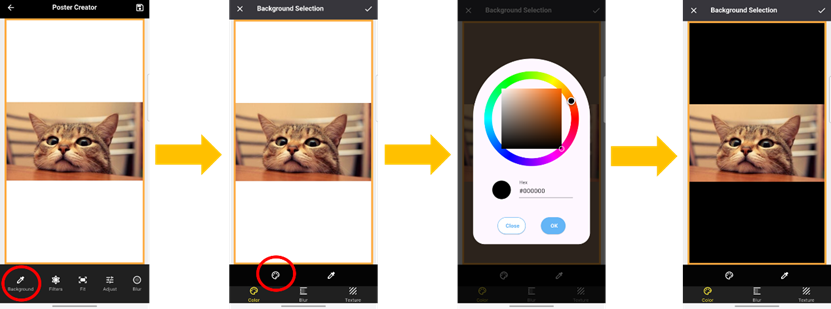 Poster Creator
Background Filters Fit Adjust Blur
Background Selection
Color Blur Texture
Background Selection
Hex
#000000
Close OK
Color Blur Texture
Background Selection
Color Blur Texture